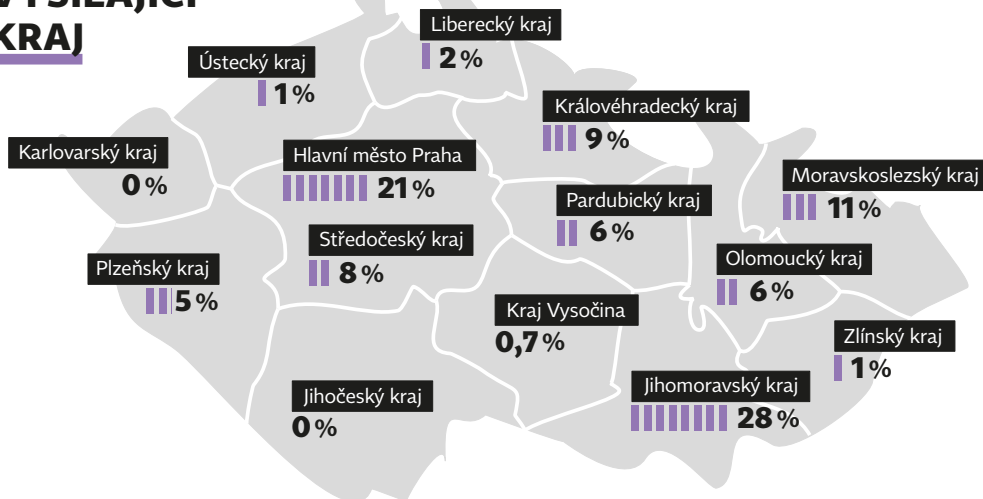 KRAJ
Liberecký kraj
2 %
Ústecký kraj
1 %
Královéhradecký kraj
9 %
Karlovarský kraj
0 %
Hlavní město Praha
21 %
Moravskoslezský kraj
11 %
Pardubický kraj
6 %
Středočeský kraj
8 %
Olomoucký kraj
6 %
Plzeňský kraj
5 %
Kraj Vysočina
0,7 %
Zlínský kraj
1 %
Jihomoravský kraj
28 %
Jihočeský kraj
0 %